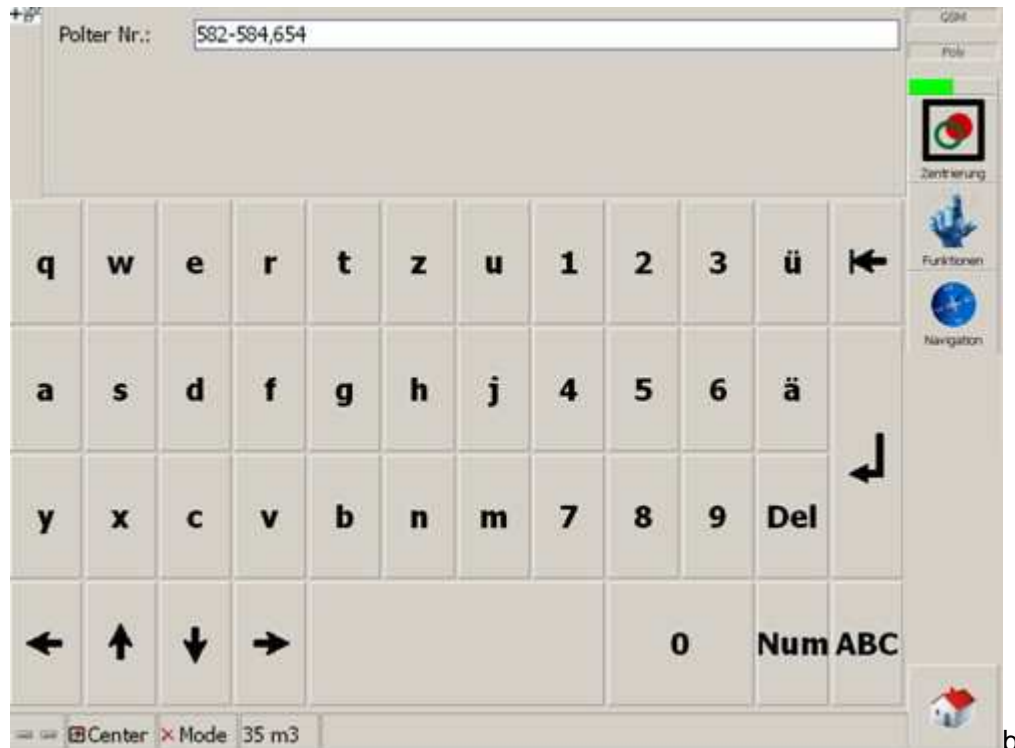 Polter Nr.: 582-584,654
GSM
Zentrierung
Funktionen
Navigation
q w e r t z u 1 2 3 ü
a s d f g h j 4 5 6 ä
y x c v b n m 7 8 9 Del
0 Num ABC
Center Mode 35 m3
b